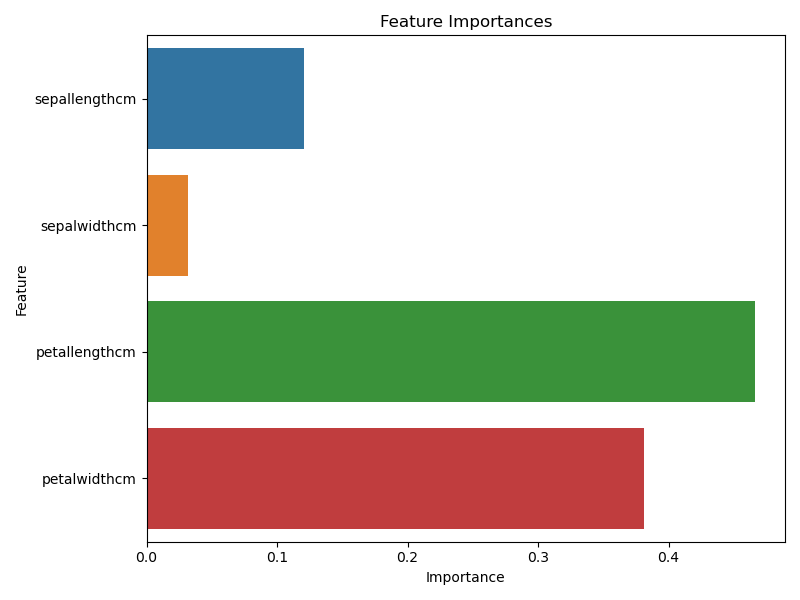 Feature Importances
sepallengthcm
sepalwidthcm
petallengthcm
petalwidthcm
Feature
0.0 0.1 0.2 0.3 0.4
Importance